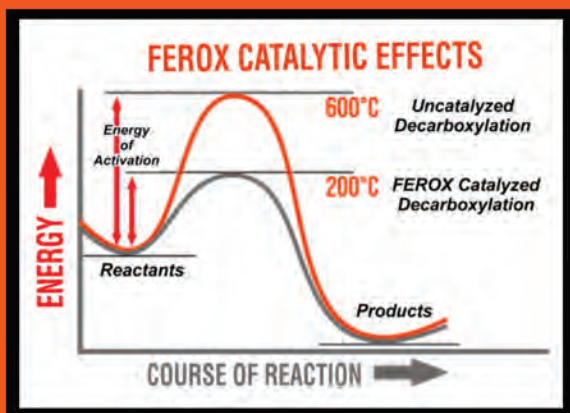 FEROX CATALYTIC EFFECTS
600°C
Uncatalyzed
Decarboxylation
Energy
of
Activation
200°C
FEROX Catalyzed
Decarboxylation
ENERGY
Reactants
Products
COURSE OF REACTION